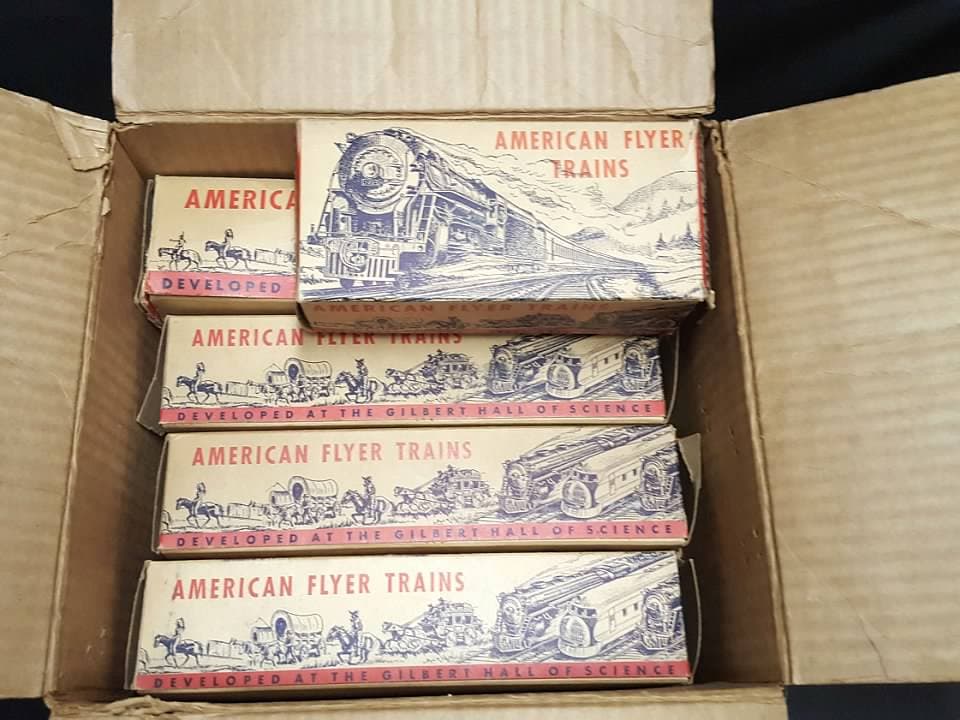 AMERICAN FLYER
TRAINS
AMERICAN FLYER TRAINS
AMERICA
DEVELOPED
AMERICAN FLYER TRAINS
DEVELOPED AT THE GILBERT HALL OF SCIENCE
AMERICAN FLYER TRAINS
DEVELOPED AT THE GILBERT HALL OF SCIENCE
AMERICAN FLYER TRAINS
DEVELOPED AT THE GILBERT HALL OF SCIENCE